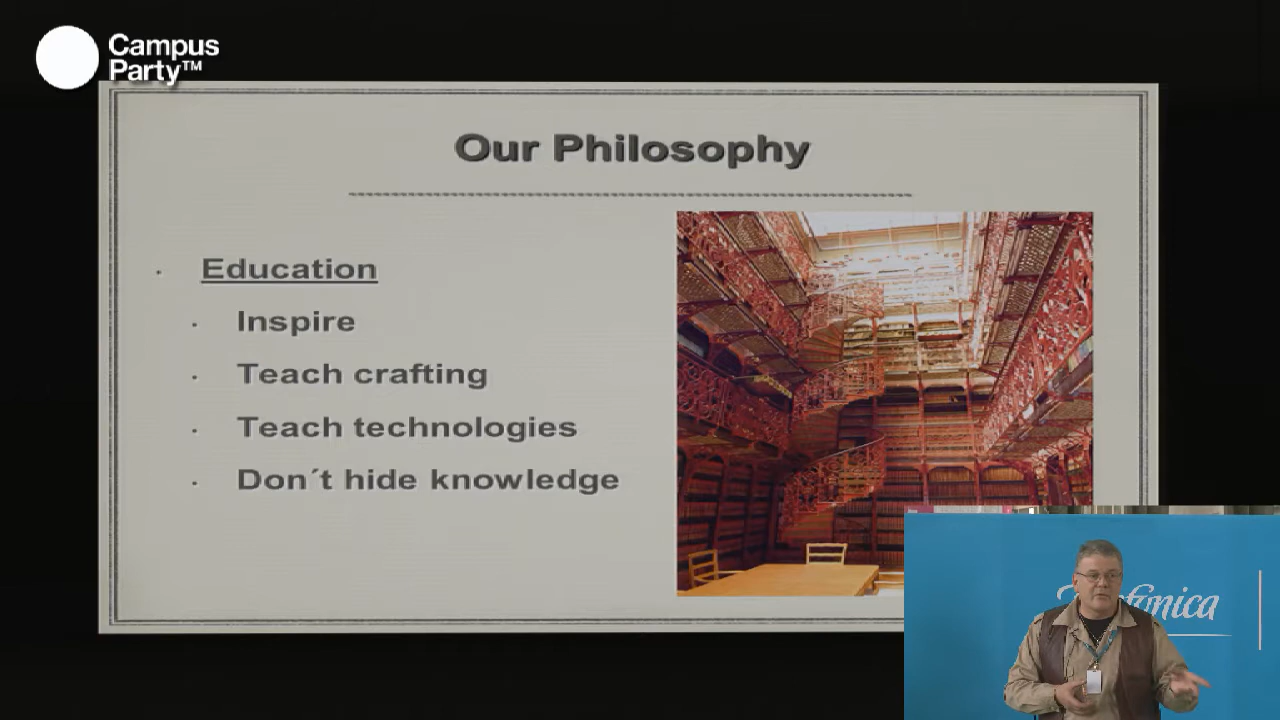 Campus
Party™
Our Philosophy
Education
Inspire
Teach crafting
Teach technologies
Don´t hide knowledge